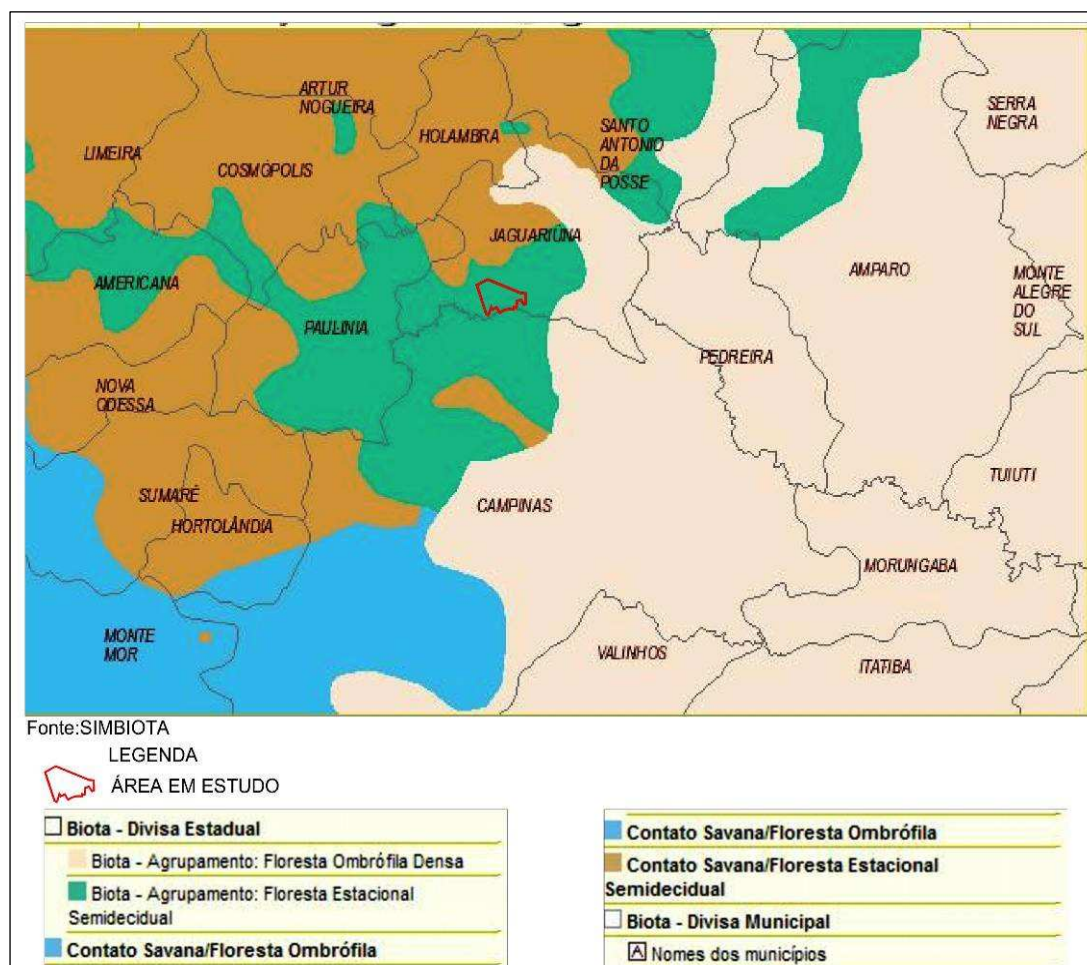 ARTUR
NOGUEIRA
SERRA
NEGRA
HOLAMBRA
SANTO
ANTONIO
DA
POSSE
LIMEIRA
COSMÓPOLIS
JAGUARIÚNA
AMERICANA
AMPARO
MONTE
ALEGRE
DO
SUL
PAULINIA
PEDREIRA
NOVA
ODESSA
TUIUTI
SUMARÉ
CAMPINAS
HORTOLÂNDIA
MORUNGABA
MONTE
MOR
VALINHOS
ITATIBA
Fonte:SIMBIOTA
LEGENDA
ÁREA EM ESTUDO
Biota - Divisa Estadual
Biota - Agrupamento: Floresta Ombrófila Densa
Biota - Agrupamento: Floresta Estacional
Semidecidual
Contato Savana/Floresta Ombrófila
Contato Savana/Floresta Ombrófila
Contato Savana/Floresta Estacional
Semidecidual
Biota - Divisa Municipal
A Nomes dos municípios